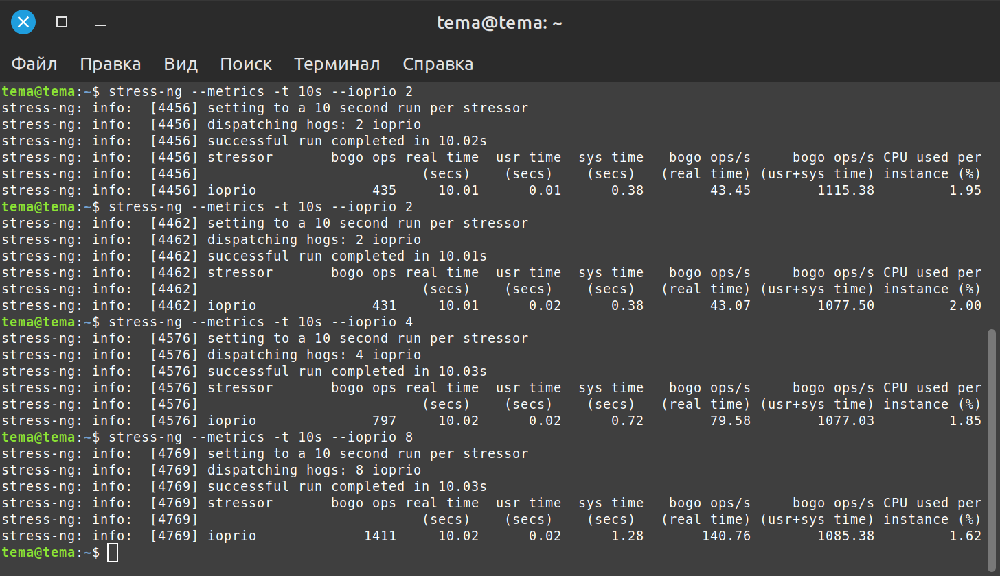 tema@tema: ~
Файл Правка Вид Поиск Терминал Справка
tema@tema:~$ stress-ng --metrics -t 10s --ioprio 2
stress-ng: info:  [4456] setting to a 10 second run per stressor
stress-ng: info:  [4456] dispatching hogs: 2 ioprio
stress-ng: info:  [4456] successful run completed in 10.02s
stress-ng: info:  [4456] stressor       bogo ops real time  usr time  sys time   bogo ops/s     bogo ops/s CPU used per
stress-ng: info:  [4456]                           (secs)    (secs)    (secs)   (real time) (usr+sys time) instance (%)
stress-ng: info:  [4456] ioprio              435     10.01      0.01      0.38        43.45        1115.38         1.95
tema@tema:~$ stress-ng --metrics -t 10s --ioprio 2
stress-ng: info:  [4462] setting to a 10 second run per stressor
stress-ng: info:  [4462] dispatching hogs: 2 ioprio
stress-ng: info:  [4462] successful run completed in 10.01s
stress-ng: info:  [4462] stressor       bogo ops real time  usr time  sys time   bogo ops/s     bogo ops/s CPU used per
stress-ng: info:  [4462]                           (secs)    (secs)    (secs)   (real time) (usr+sys time) instance (%)
stress-ng: info:  [4462] ioprio              431     10.01      0.02      0.38        43.07        1077.50         2.00
tema@tema:~$ stress-ng --metrics -t 10s --ioprio 4
stress-ng: info:  [4576] setting to a 10 second run per stressor
stress-ng: info:  [4576] dispatching hogs: 4 ioprio
stress-ng: info:  [4576] successful run completed in 10.03s
stress-ng: info:  [4576] stressor       bogo ops real time  usr time  sys time   bogo ops/s     bogo ops/s CPU used per
stress-ng: info:  [4576]                           (secs)    (secs)    (secs)   (real time) (usr+sys time) instance (%)
stress-ng: info:  [4576] ioprio              797     10.02      0.02      0.72        79.58        1077.03         1.85
tema@tema:~$ stress-ng --metrics -t 10s --ioprio 8
stress-ng: info:  [4769] setting to a 10 second run per stressor
stress-ng: info:  [4769] dispatching hogs: 8 ioprio
stress-ng: info:  [4769] successful run completed in 10.03s
stress-ng: info:  [4769] stressor       bogo ops real time  usr time  sys time   bogo ops/s     bogo ops/s CPU used per
stress-ng: info:  [4769]                           (secs)    (secs)    (secs)   (real time) (usr+sys time) instance (%)
stress-ng: info:  [4769] ioprio             1411     10.02      0.02      1.28       140.76        1085.38         1.62
tema@tema:~$